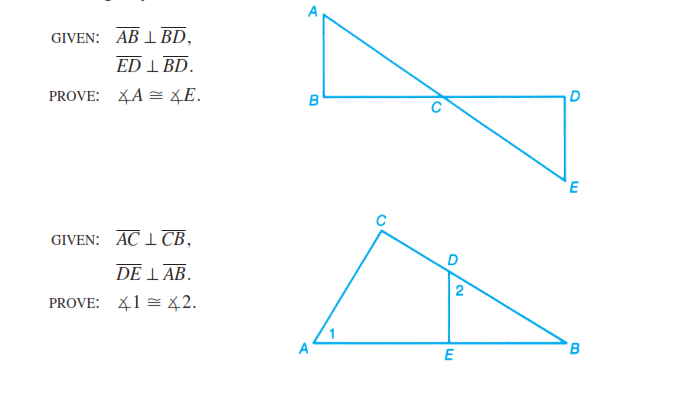 GIVEN: AB ⊥ BD,
ED ⊥ BD.
PROVE: ∡A ≅ ∡E.
A
B
C
D
E
GIVEN: AC ⊥ CB,
DE ⊥ AB.
PROVE: ∡1 ≅ ∡2.
C
D
2
1
A
E
B